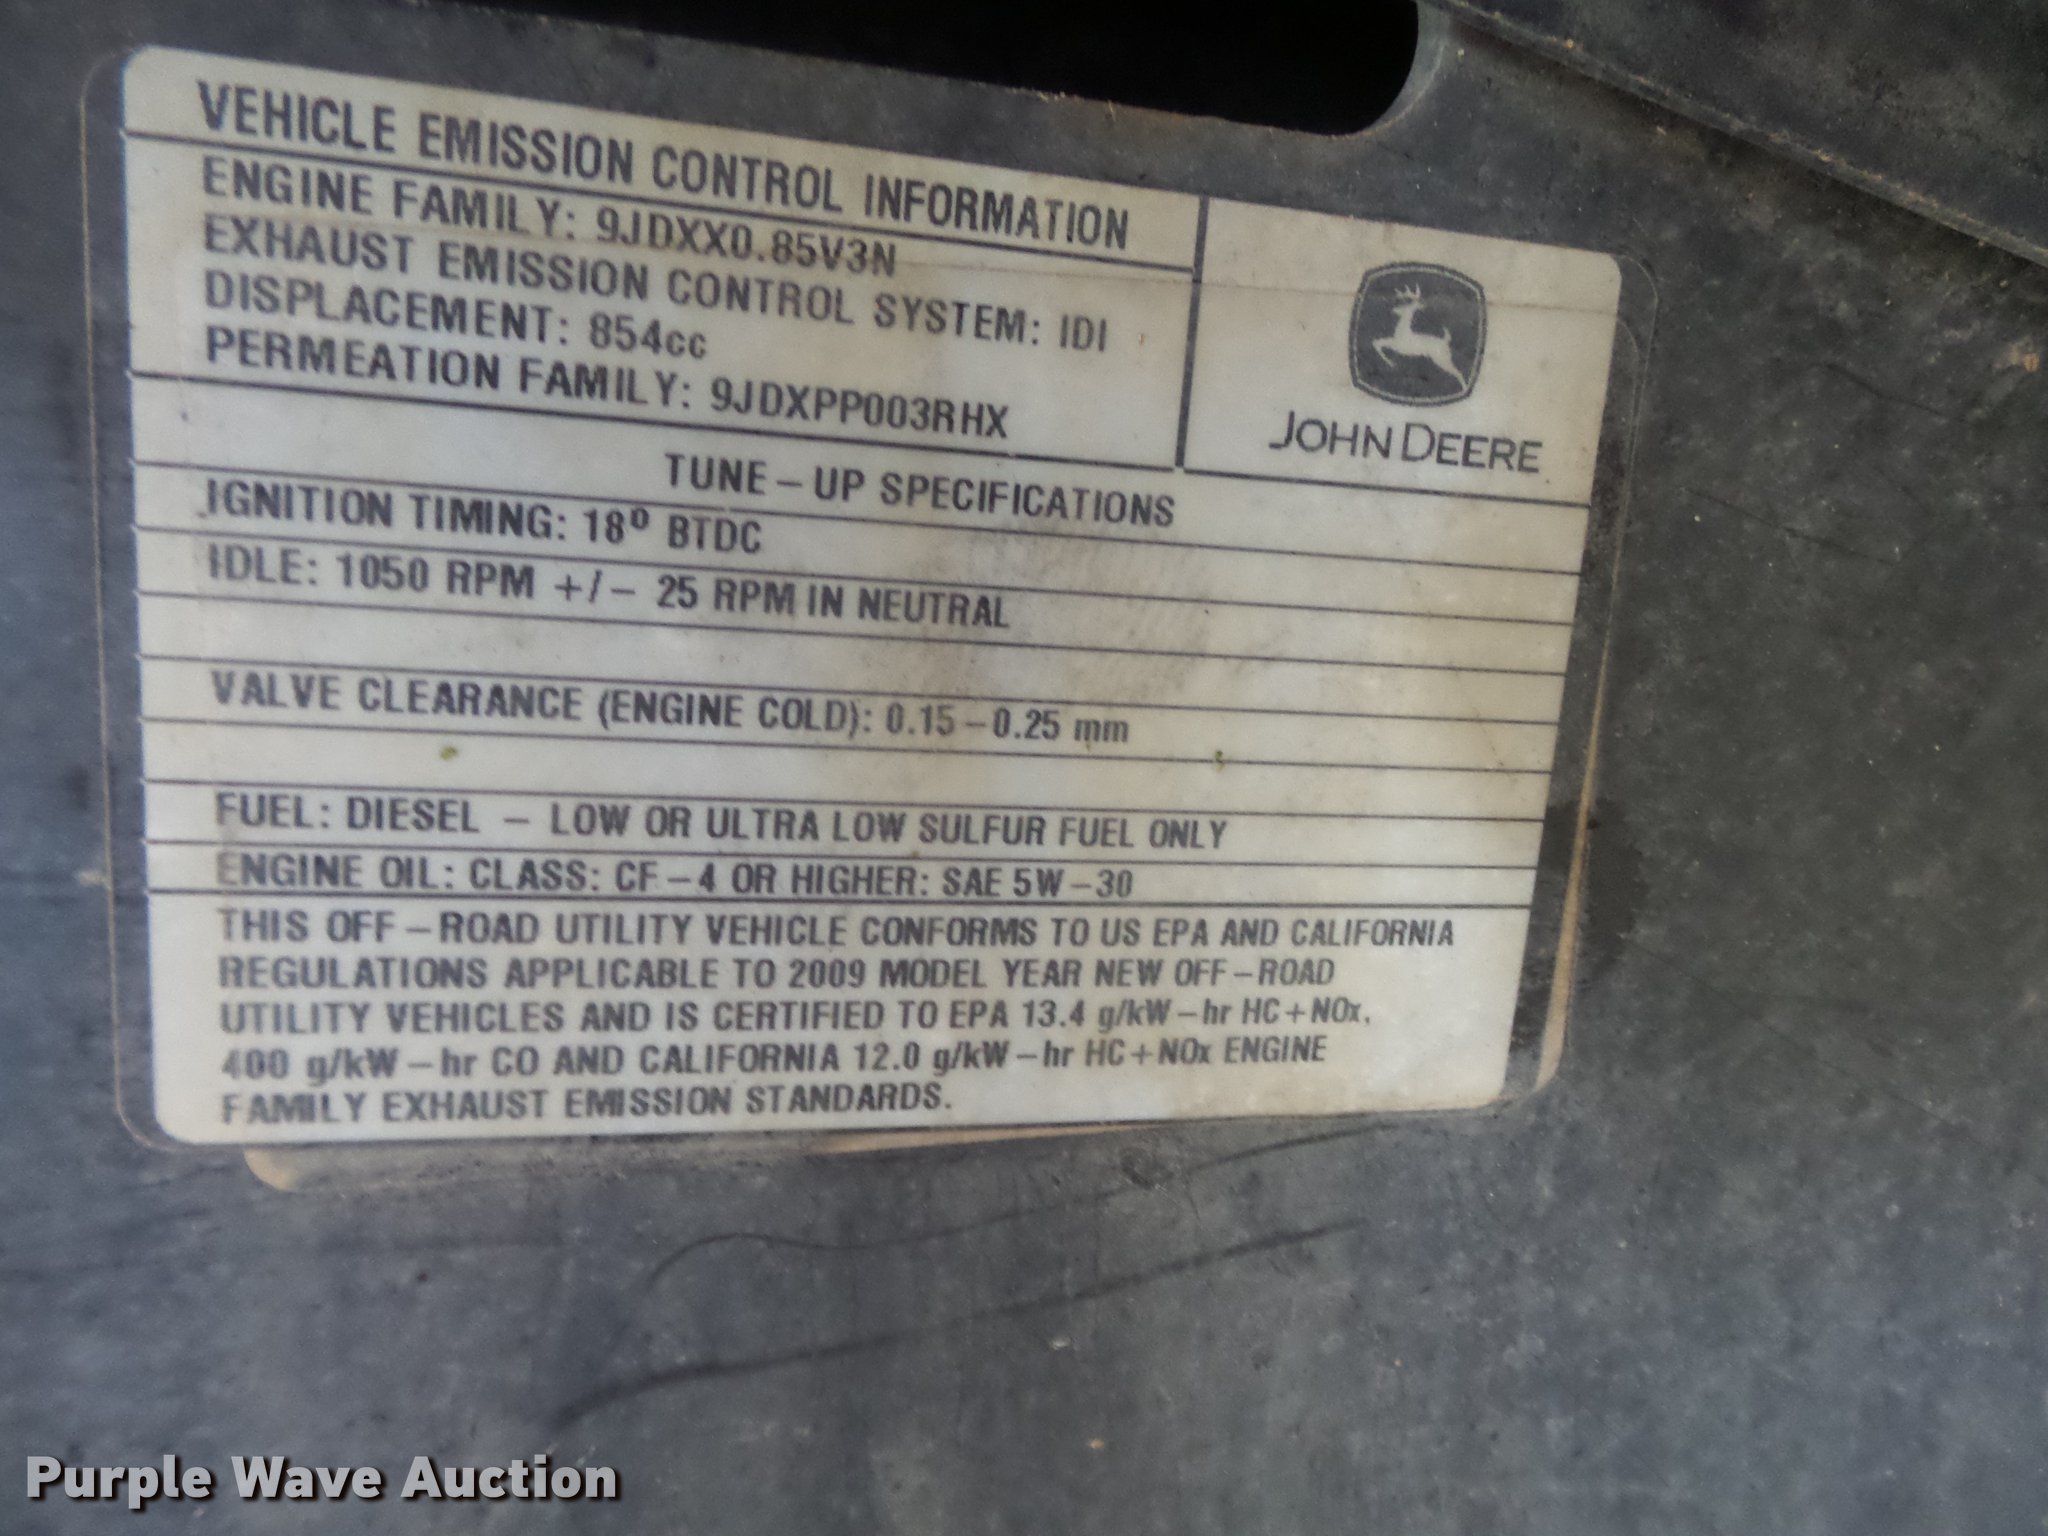 VEHICLE EMISSION CONTROL INFORMATION
ENGINE FAMILY: 9JDXX0.85V3N
EXHAUST EMISSION CONTROL SYSTEM: IDI
DISPLACEMENT: 854cc
PERMEATION FAMILY: 9JDXPP003RHX
JOHN DEERE
TUNE – UP SPECIFICATIONS
IGNITION TIMING: 18º BTDC
IDLE: 1050 RPM +/– 25 RPM IN NEUTRAL
VALVE CLEARANCE (ENGINE COLD): 0.15 – 0.25 mm
FUEL: DIESEL – LOW OR ULTRA LOW SULFUR FUEL ONLY
ENGINE OIL: CLASS: CF – 4 OR HIGHER: SAE 5W – 30
THIS OFF – ROAD UTILITY VEHICLE CONFORMS TO US EPA AND CALIFORNIA
REGULATIONS APPLICABLE TO 2009 MODEL YEAR NEW OFF – ROAD
UTILITY VEHICLES AND IS CERTIFIED TO EPA 13.4 g/kW – hr HC + NOx,
400 g/kW – hr CO AND CALIFORNIA 12.0 g/kW – hr HC + NOx ENGINE
FAMILY EXHAUST EMISSION STANDARDS.
Purple Wave Auction